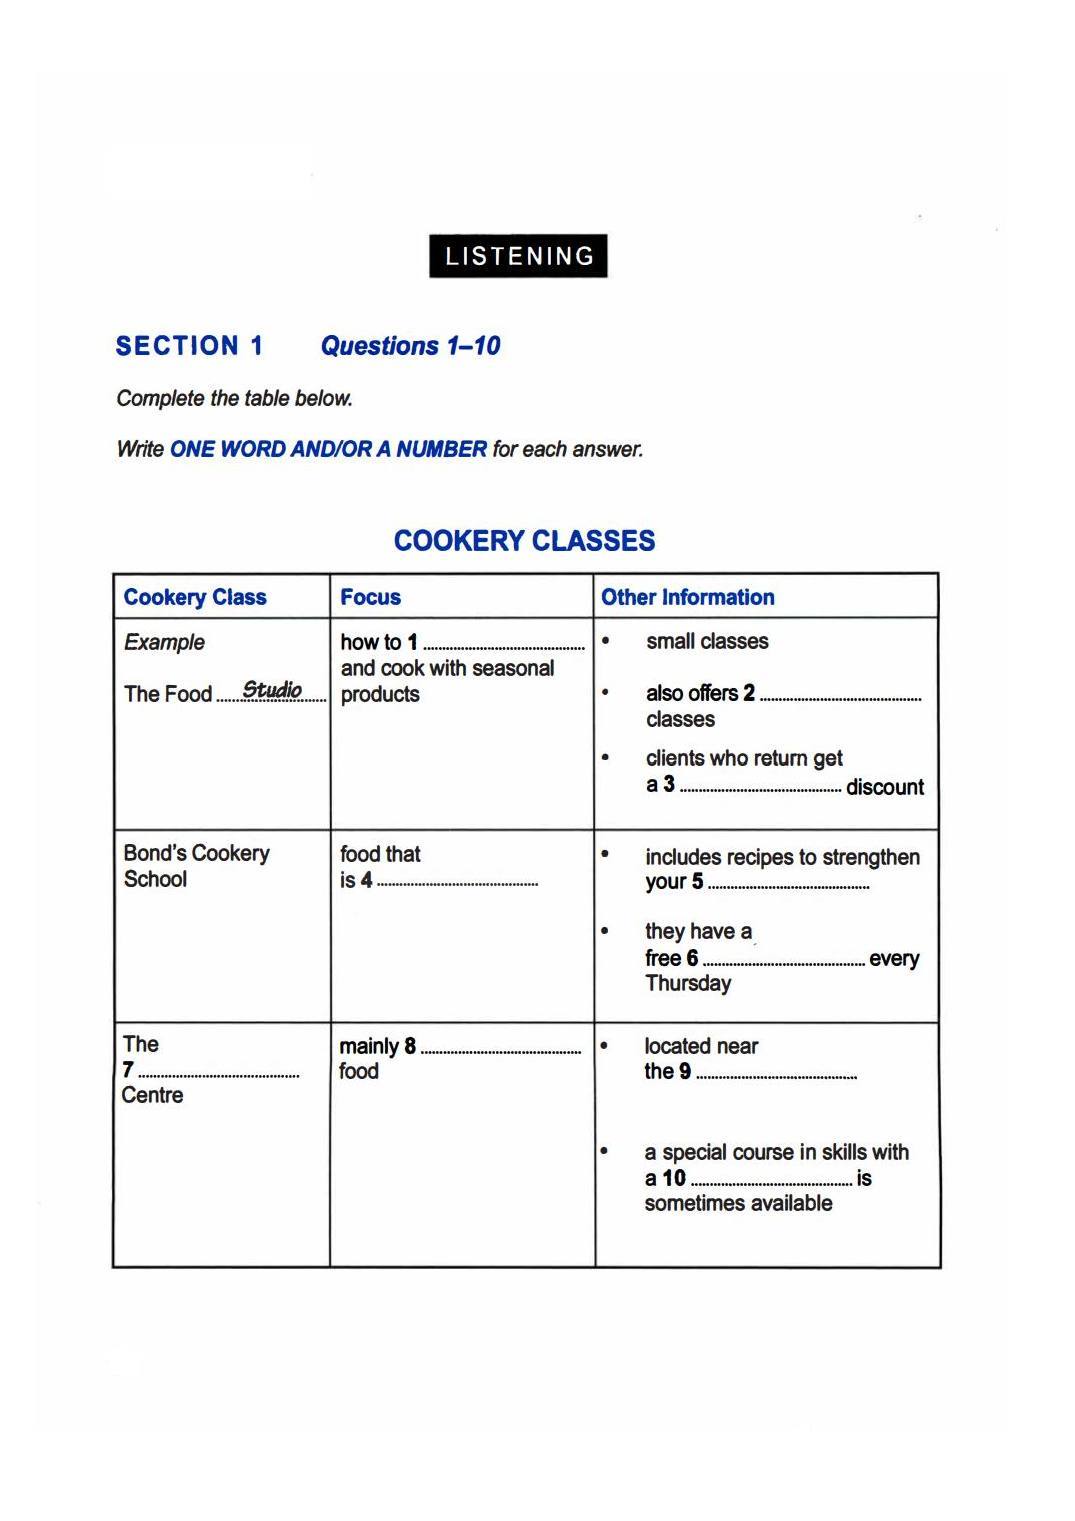 LISTENING
SECTION 1 Questions 1–10
Complete the table below.
Write ONE WORD AND/OR A NUMBER for each answer.
COOKERY CLASSES
Cookery Class
Focus
Other Information
Example
The Food ......Studio......
how to 1 ..........................................
and cook with seasonal
products
• small classes
• also offers 2 ..........................................
classes
• clients who return get
a 3 .......................................... discount
Bond's Cookery
School
food that
is 4 ..........................................
• includes recipes to strengthen
your 5 ..........................................
• they have a
free 6 .......................................... every
Thursday
The
7 ..........................................
Centre
mainly 8 ..........................................
food
• located near
the 9 ..........................................
• a special course in skills with
a 10 .......................................... is
sometimes available